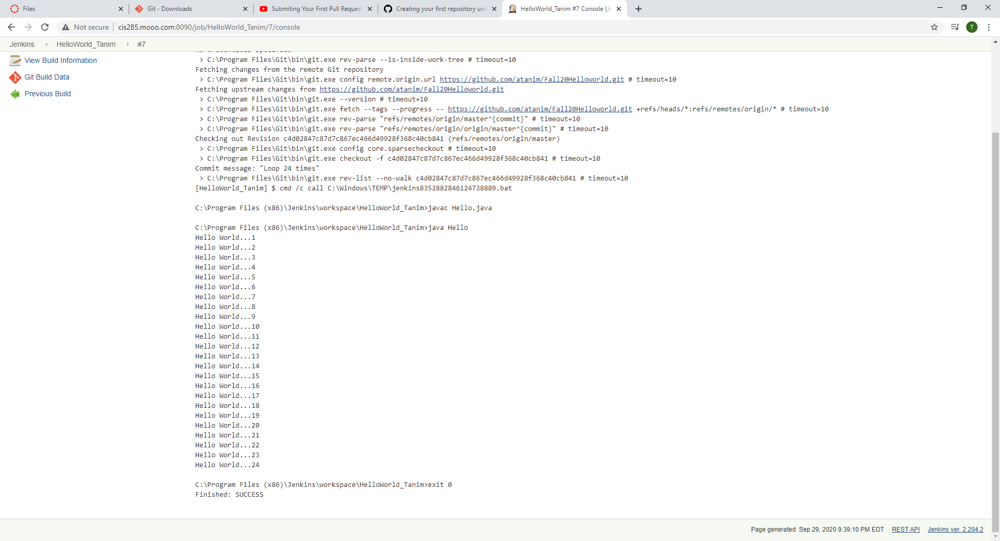 Files
Git - Downloads
Submiting Your First Pull Request
Creating your first repository usin
HelloWorld_Tanim #7 Console [Je
Not secure
cis285.mooo.com:8090/job/HelloWorld_Tanim/7/console
T
Jenkins
HelloWorld_Tanim
#7
View Build Information
Git Build Data
Previous Build
> C:\Program Files\Git\bin\git.exe rev-parse --is-inside-work-tree # timeout=10
Fetching changes from the remote Git repository
> C:\Program Files\Git\bin\git.exe config remote.origin.url https://github.com/atanim/Fall20Helloworld.git # timeout=10
Fetching upstream changes from https://github.com/atanim/Fall20Helloworld.git
> C:\Program Files\Git\bin\git.exe --version # timeout=10
> C:\Program Files\Git\bin\git.exe fetch --tags --progress -- https://github.com/atanim/Fall20Helloworld.git +refs/heads/*:refs/remotes/origin/* # timeout=10
> C:\Program Files\Git\bin\git.exe rev-parse "refs/remotes/origin/master^{commit}" # timeout=10
> C:\Program Files\Git\bin\git.exe rev-parse "refs/remotes/origin/origin/master^{commit}" # timeout=10
Checking out Revision c4d02847c87d7c867ec466d49928f368c40cb841 (refs/remotes/origin/master)
> C:\Program Files\Git\bin\git.exe config core.sparsecheckout # timeout=10
> C:\Program Files\Git\bin\git.exe checkout -f c4d02847c87d7c867ec466d49928f368c40cb841 # timeout=10
Commit message: "Loop 24 times"
> C:\Program Files\Git\bin\git.exe rev-list --no-walk c4d02847c87d7c867ec466d49928f368c40cb841 # timeout=10
[HelloWorld_Tanim] $ cmd /c call C:\Windows\TEMP\jenkins8352882846124738889.bat
C:\Program Files (x86)\Jenkins\workspace\HelloWorld_Tanim>javac Hello.java
C:\Program Files (x86)\Jenkins\workspace\HelloWorld_Tanim>java Hello
Hello World...1
Hello World...2
Hello World...3
Hello World...4
Hello World...5
Hello World...6
Hello World...7
Hello World...8
Hello World...9
Hello World...10
Hello World...11
Hello World...12
Hello World...13
Hello World...14
Hello World...15
Hello World...16
Hello World...17
Hello World...18
Hello World...19
Hello World...20
Hello World...21
Hello World...22
Hello World...23
Hello World...24
C:\Program Files (x86)\Jenkins\workspace\HelloWorld_Tanim>exit 0
Finished: SUCCESS
Page generated: Sep 29, 2020 9:39:10 PM EDT
REST API
Jenkins ver. 2.204.2